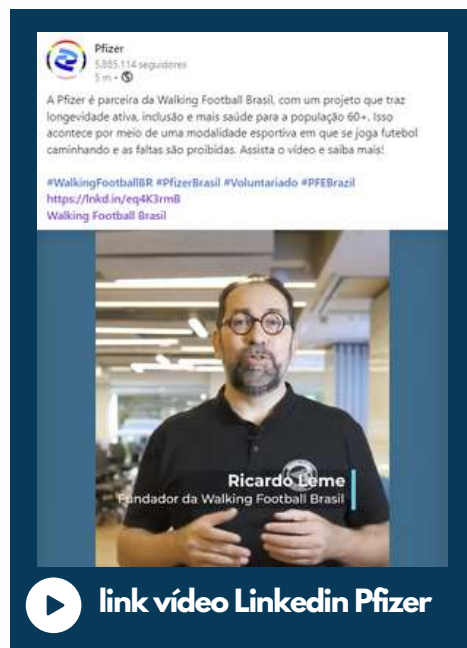 Pfizer
5.885.114 seguidores
5 m •
A Pfizer é parceira da Walking Football Brasil, com um projeto que traz
longevidade ativa, inclusão e mais saúde para a população 60+. Isso
acontece por meio de uma modalidade esportiva em que se joga futebol
caminhando e as faltas são proibidas. Assista o vídeo e saiba mais!
#WalkingFootballBR #PfizerBrasil #Voluntariado #PFEBrazil
https://lnkd.in/eq4K3rmB
Walking Football Brasil
Ricardo Leme
Fundador da Walking Football Brasil
link vídeo Linkedin Pfizer